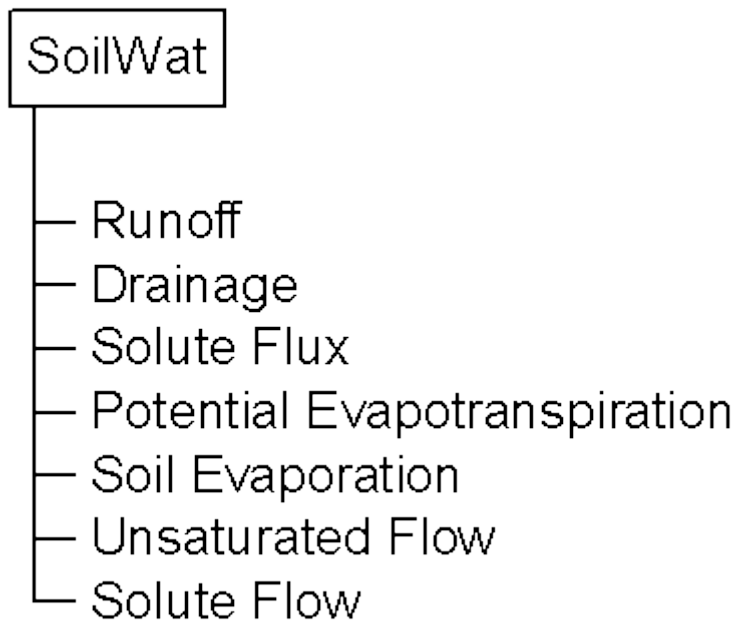 SoilWat
Runoff
Drainage
Solute Flux
Potential Evapotranspiration
Soil Evaporation
Unsaturated Flow
Solute Flow